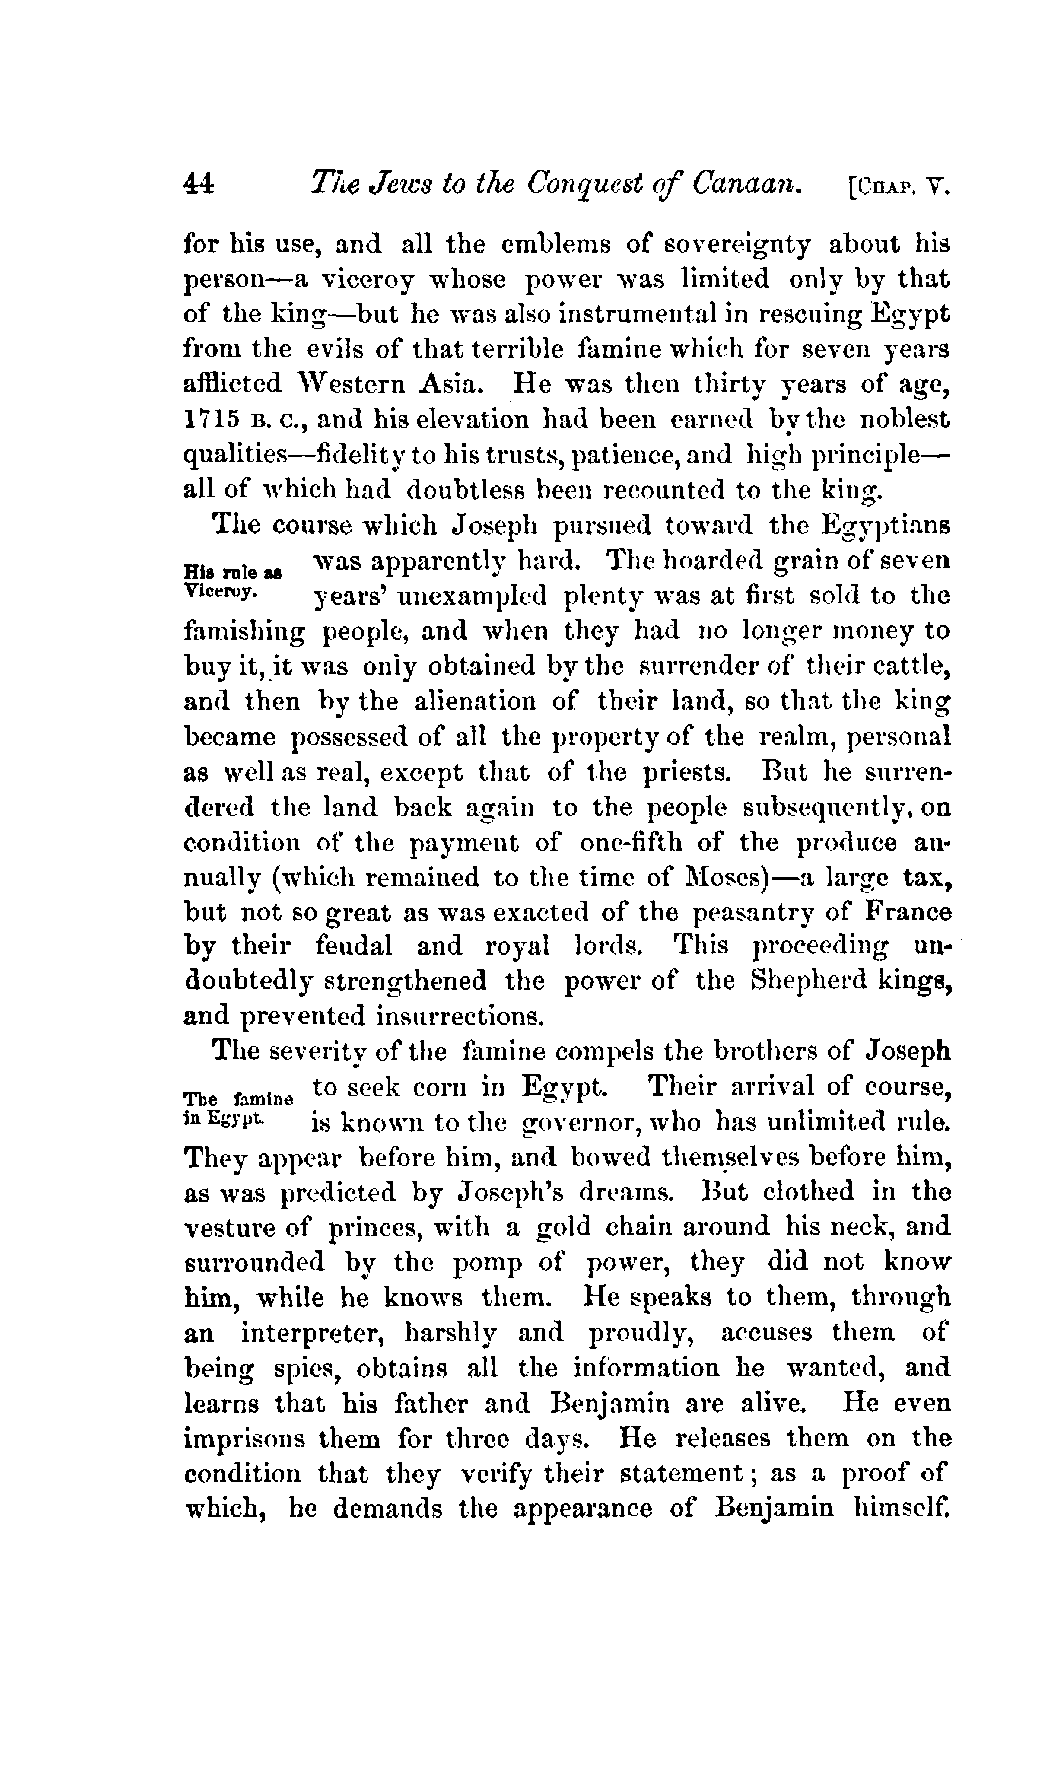 44 The Jews to the Conquest of Canaan. [CHAP. V.
for his use, and all the emblems of sovereignty about his
person—a viceroy whose power was limited only by that
of the king—but he was also instrumental in rescuing Egypt
from the evils of that terrible famine which for seven years
afflicted Western Asia. He was then thirty years of age,
1715 B. C., and his elevation had been earned by the noblest
qualities—fidelity to his trusts, patience, and high principle—
all of which had doubtless been recounted to the king.
The course which Joseph pursued toward the Egyptians
His rule as
Viceroy.
was apparently hard. The hoarded grain of seven
years' unexampled plenty was at first sold to the
famishing people, and when they had no longer money to
buy it, it was only obtained by the surrender of their cattle,
and then by the alienation of their land, so that the king
became possessed of all the property of the realm, personal
as well as real, except that of the priests. But he surren-
dered the land back again to the people subsequently, on
condition of the payment of one-fifth of the produce an-
nually (which remained to the time of Moses)—a large tax,
but not so great as was exacted of the peasantry of France
by their feudal and royal lords. This proceeding un-
doubtedly strengthened the power of the Shepherd kings,
and prevented insurrections.
The severity of the famine compels the brothers of Joseph
The famine
in Egypt.
to seek corn in Egypt. Their arrival of course,
is known to the governor, who has unlimited rule.
They appear before him, and bowed themselves before him,
as was predicted by Joseph's dreams. But clothed in the
vesture of princes, with a gold chain around his neck, and
surrounded by the pomp of power, they did not know
him, while he knows them. He speaks to them, through
an interpreter, harshly and proudly, accuses them of
being spies, obtains all the information he wanted, and
learns that his father and Benjamin are alive. He even
imprisons them for three days. He releases them on the
condition that they verify their statement; as a proof of
which, he demands the appearance of Benjamin himself.